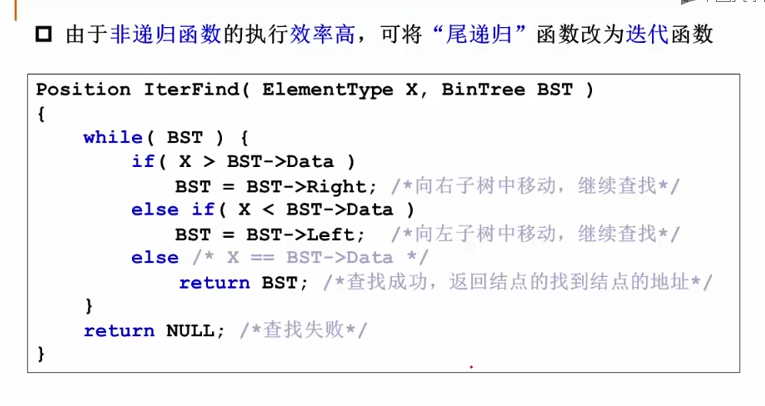 由于非递归函数的执行效率高，可将“尾递归”函数改为迭代函数
Position IterFind( ElementType X, BinTree BST )
{
while( BST ) {
if( X > BST->Data )
BST = BST->Right; /*向右子树中移动，继续查找*/
else if( X < BST->Data )
BST = BST->Left; /*向左子树中移动，继续查找*/
else /* X == BST->Data */
return BST; /*查找成功，返回结点的找到结点的地址*/
}
return NULL; /*查找失败*/
}